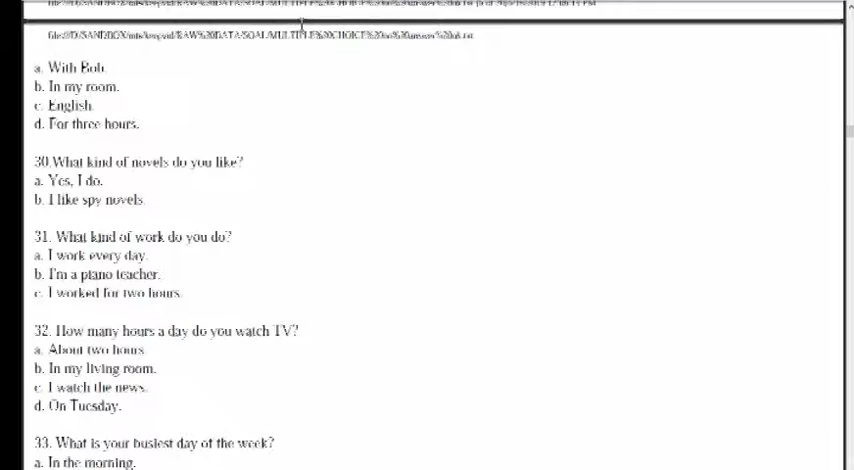 a. With Bob.
b. In my room.
c. English.
d. For three hours.
30.What kind of novels do you like?
a. Yes, I do.
b. I like spy novels.
31. What kind of work do you do?
a. I work every day.
b. I'm a piano teacher.
c. I worked for two hours.
32. How many hours a day do you watch TV?
a. About two hours.
b. In my living room.
c. I watch the news.
d. On Tuesday.
33. What is your busiest day of the week?
a. In the morning.